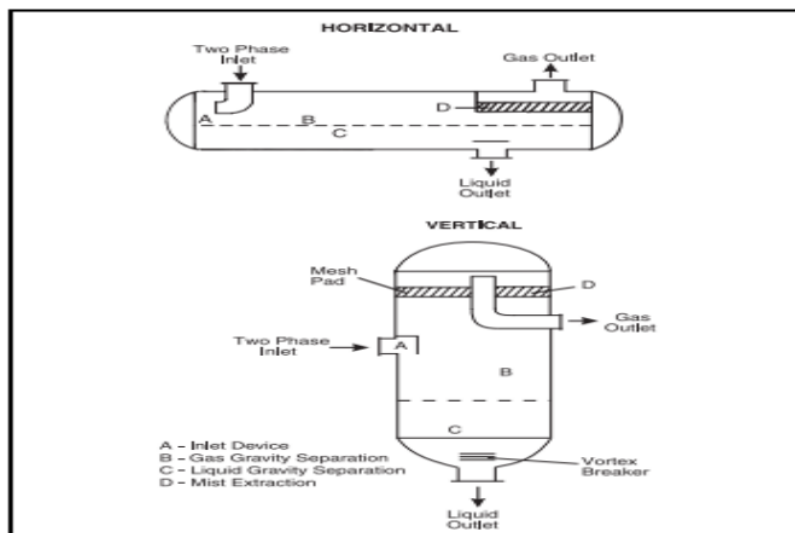 HORIZONTAL
Two Phase
Inlet
Gas Outlet
D
A
B
C
Liquid
Outlet
VERTICAL
Mesh
Pad
D
Gas
Outlet
Two Phase
Inlet
A
B
C
A - Inlet Device
B - Gas Gravity Separation
C - Liquid Gravity Separation
D - Mist Extraction
Vortex
Breaker
Liquid
Outlet